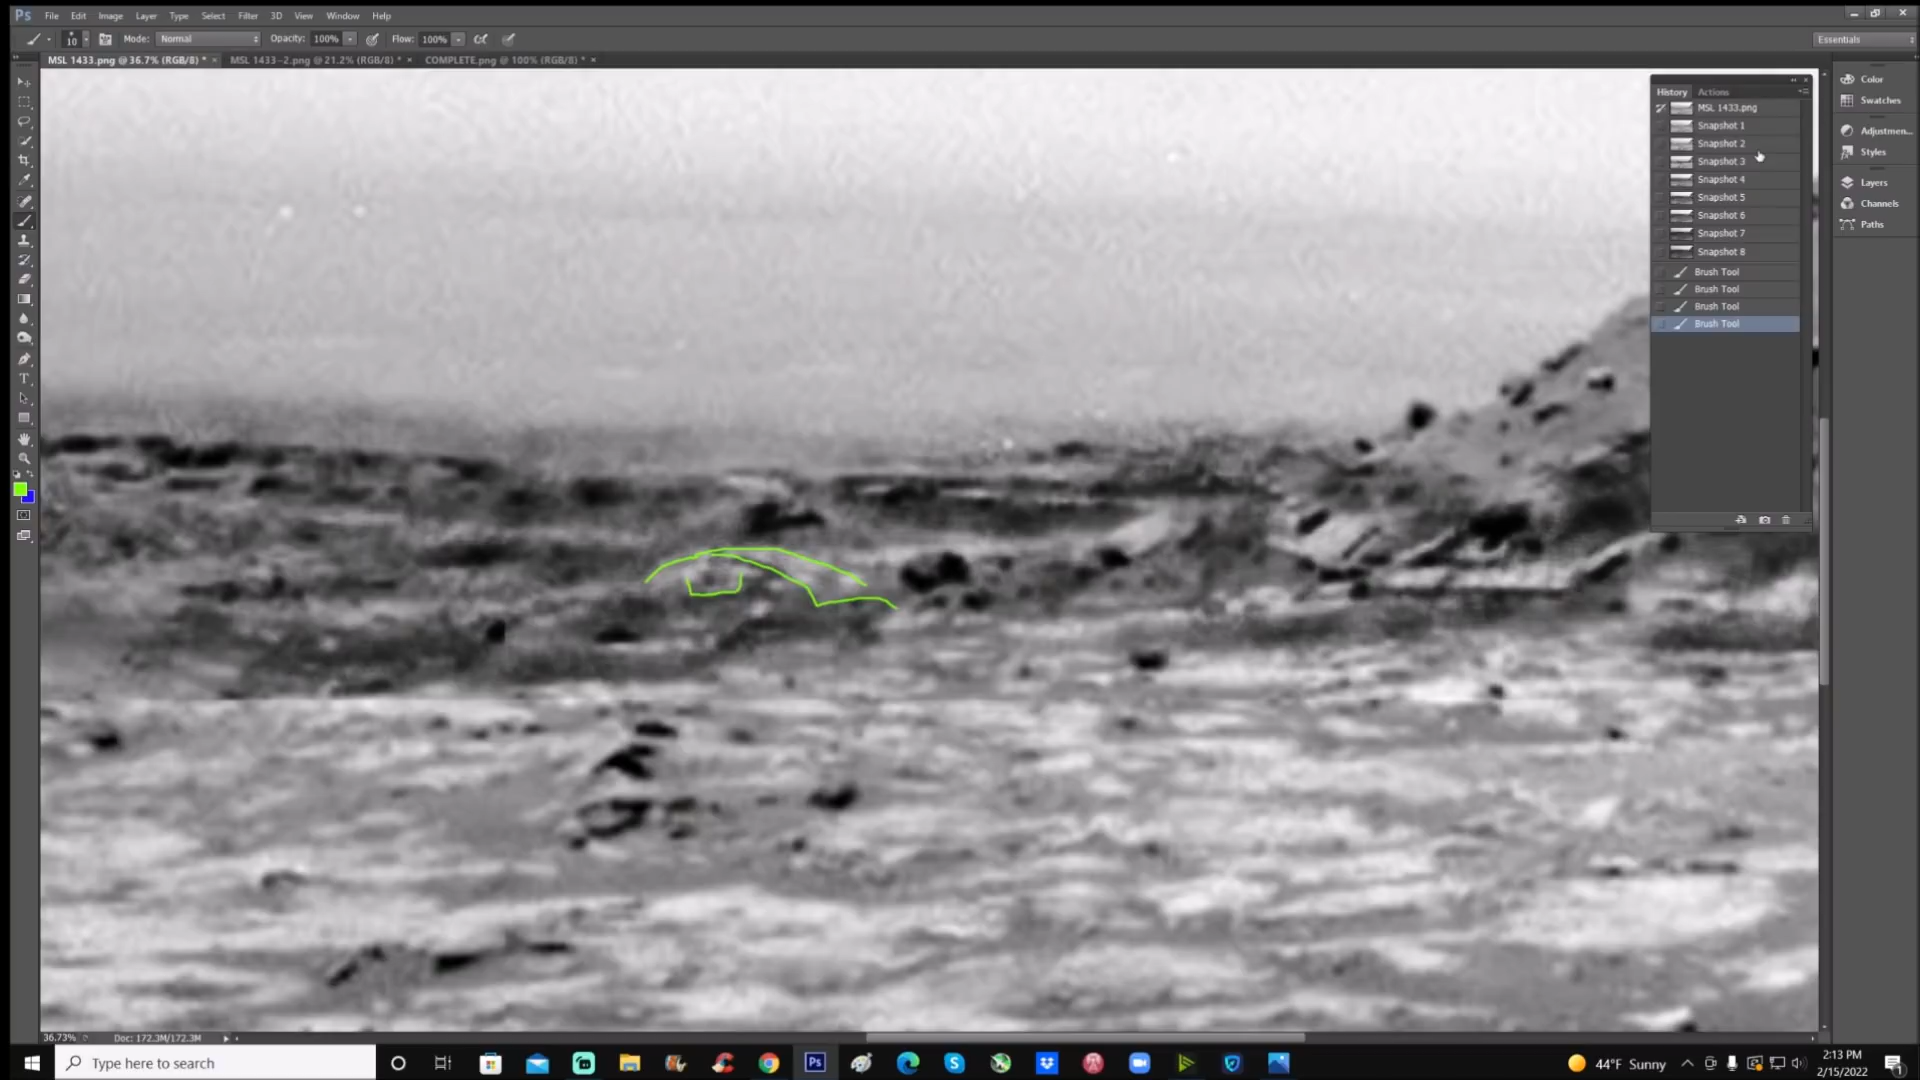 Ps File Edit Image Layer Type Select Filter 3D View Window Help
10 Mode: Normal Opacity: 100% Flow: 100% Essentials
MSL 1433.png @ 36.7% (RGB/8) * × MSL 1433-2.png @ 21.2% (RGB/8) * × COMPLETE.png @ 100% (RGB/8) * ×
History Actions
MSL 1433.png
Snapshot 1
Snapshot 2
Snapshot 3
Snapshot 4
Snapshot 5
Snapshot 6
Snapshot 7
Snapshot 8
Brush Tool
Brush Tool
Brush Tool
Brush Tool
Color
Swatches
Adjustmen...
Styles
Layers
Channels
Paths
36.73% Doc: 172.3M/172.3M
Type here to search
Ps
44°F Sunny
2:13 PM
2/15/2022
1